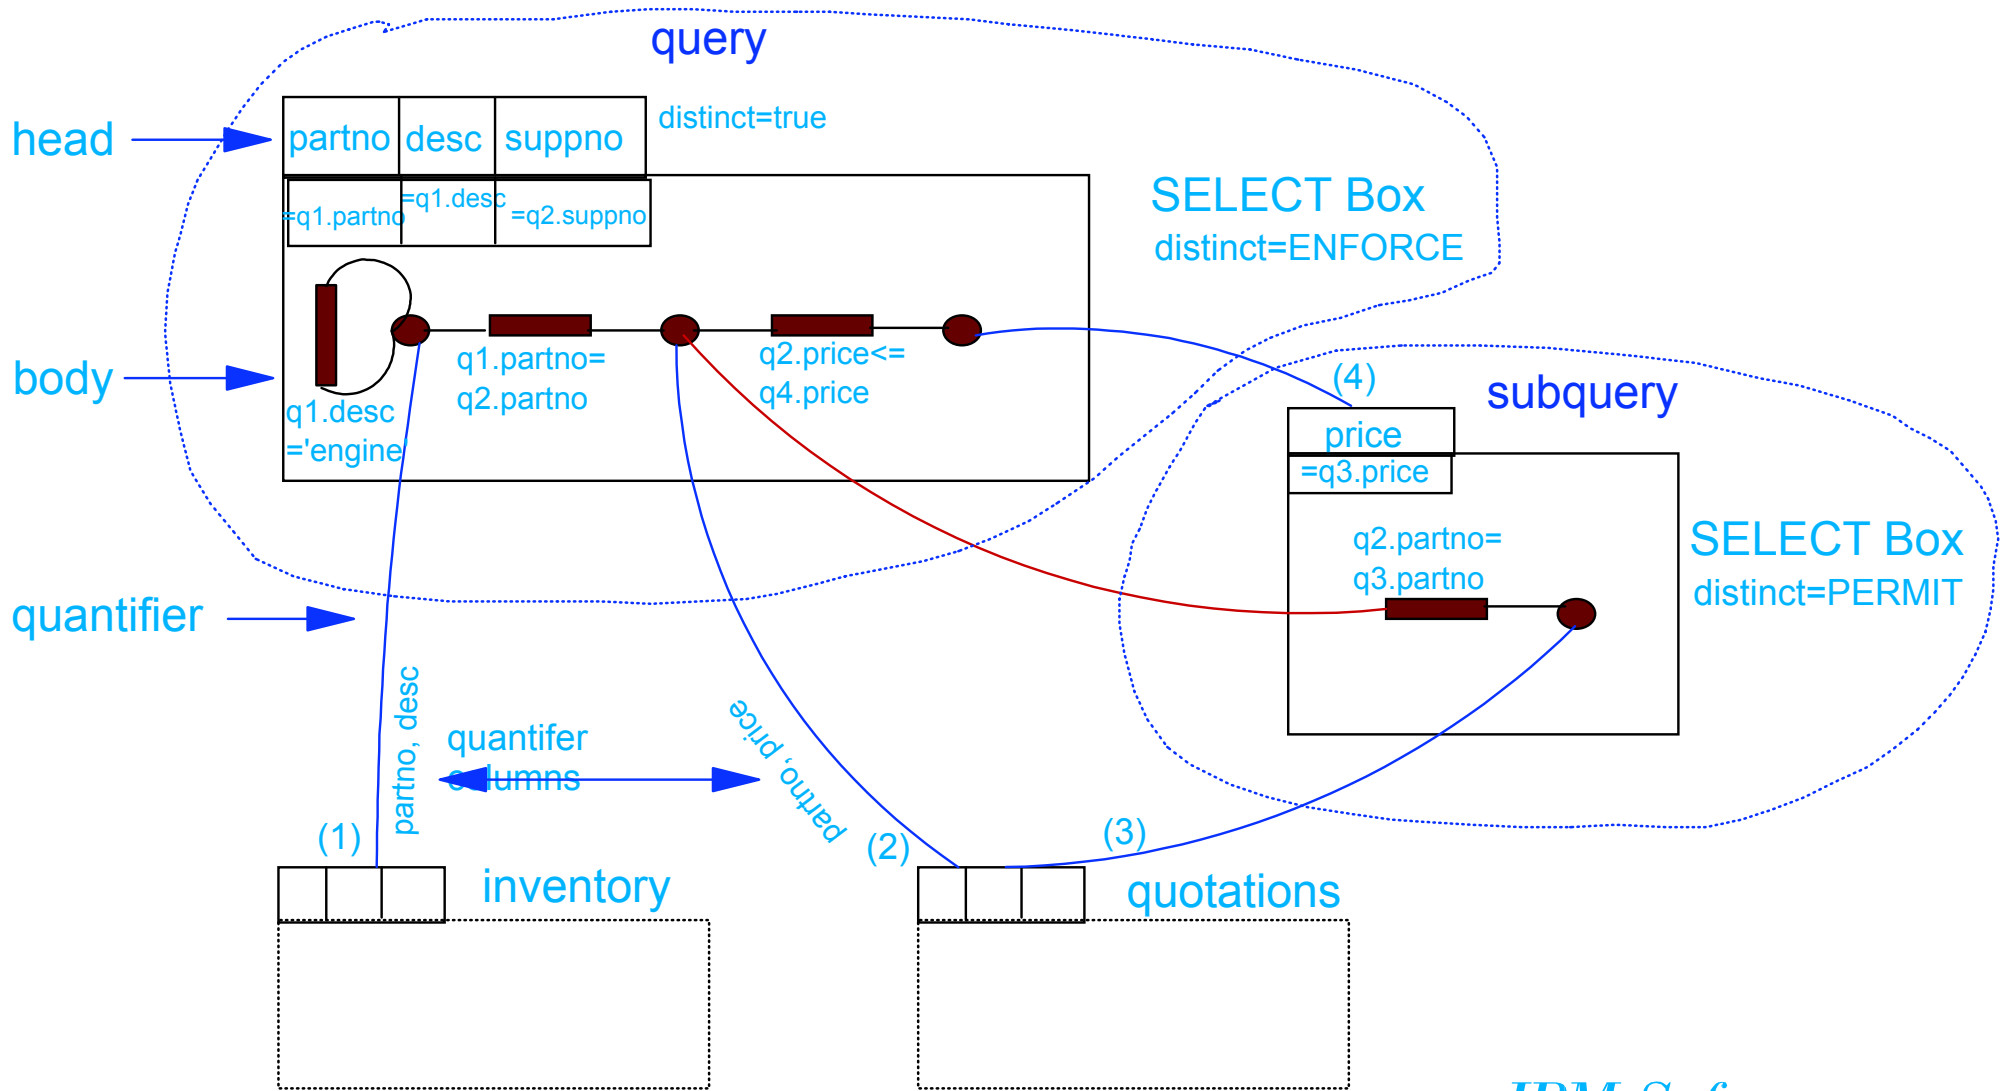 query
head
partno
desc
suppno
distinct=true
=q1.partno
=q1.desc
=q2.suppno
SELECT Box
distinct=ENFORCE
body
q1.desc
='engine'
q1.partno=
q2.partno
q2.price<=
q4.price
(4)
subquery
price
=q3.price
q2.partno=
q3.partno
SELECT Box
distinct=PERMIT
quantifier
partno, desc
quantifer
columns
partno, price
(1)
(2)
(3)
inventory
quotations